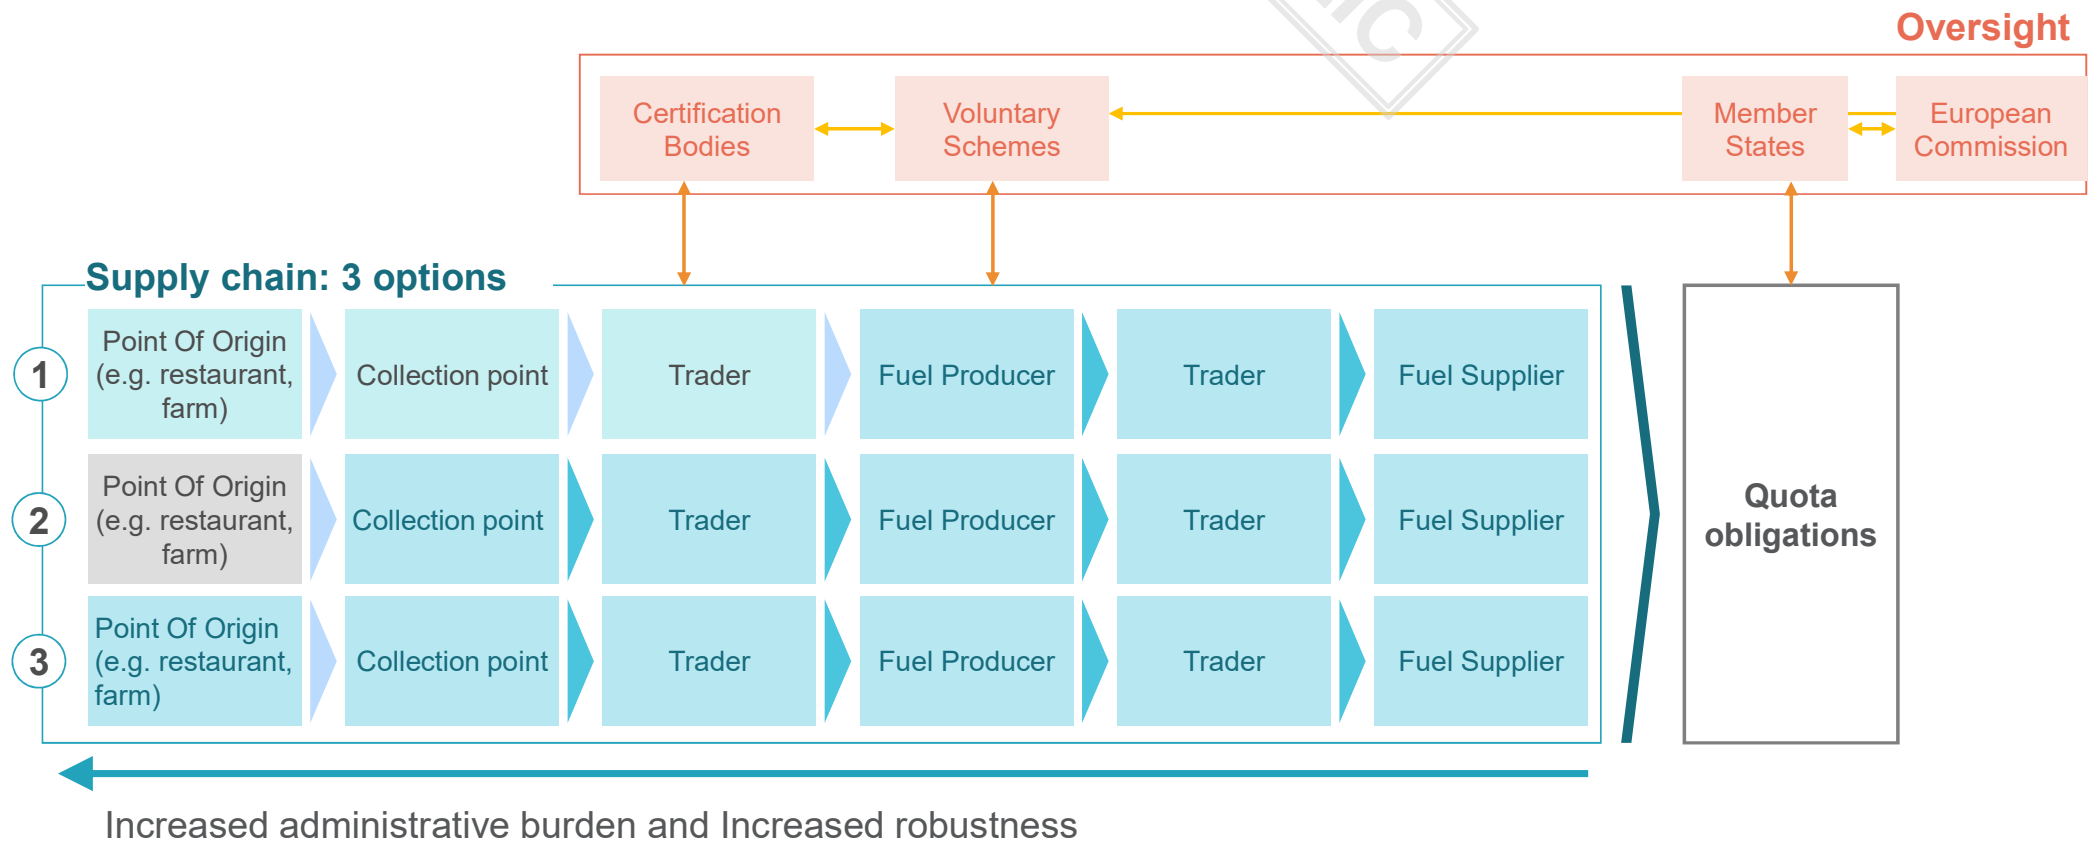 Oversight
Certification
Bodies
Voluntary
Schemes
Member
States
European
Commission
Supply chain: 3 options
1
Point Of Origin
(e.g. restaurant,
farm)
Collection point
Trader
Fuel Producer
Trader
Fuel Supplier
2
Point Of Origin
(e.g. restaurant,
farm)
Collection point
Trader
Fuel Producer
Trader
Fuel Supplier
3
Point Of Origin
(e.g. restaurant,
farm)
Collection point
Trader
Fuel Producer
Trader
Fuel Supplier
Quota
obligations
Increased administrative burden and Increased robustness